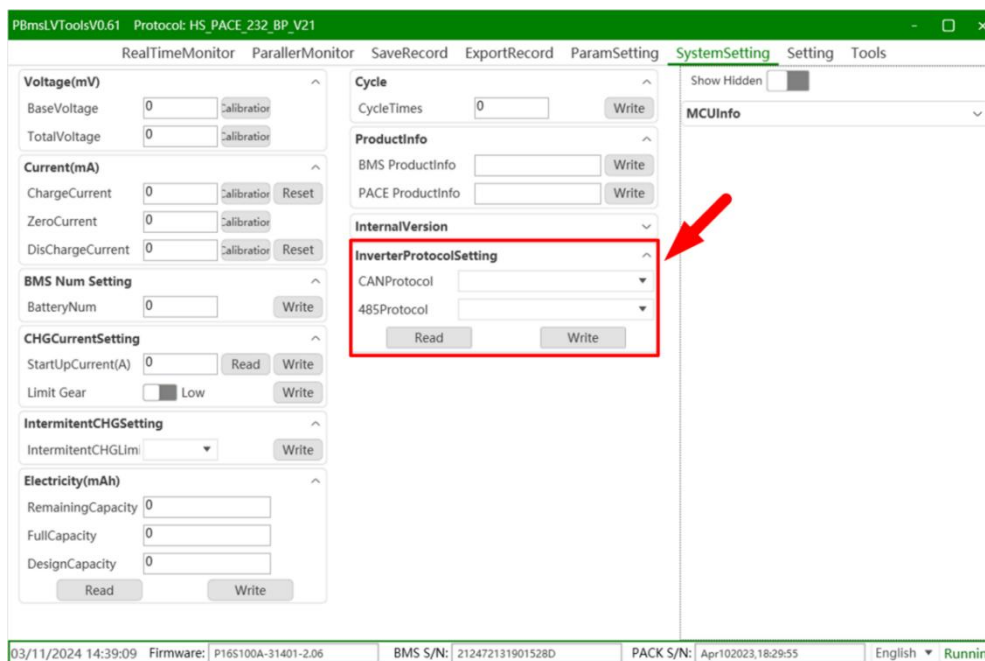 PBmsLVToolsV0.61 Protocol: HS_PACE_232_BP_V21
RealTimeMonitor ParallerMonitor SaveRecord ExportRecord ParamSetting SystemSetting Setting Tools
Voltage(mV)
BaseVoltage 0 Calibration
TotalVoltage 0 Calibration
Current(mA)
ChargeCurrent 0 Calibration Reset
ZeroCurrent 0 Calibration
DisChargeCurrent 0 Calibration Reset
BMS Num Setting
BatteryNum 0 Write
CHGCurrentSetting
StartUpCurrent(A) 0 Read Write
Limit Gear Low Write
IntermitentCHGSetting
IntermitentCHGLimi Write
Electricity(mAh)
RemainingCapacity 0
FullCapacity 0
DesignCapacity 0
Read Write
Cycle
CycleTimes 0 Write
ProductInfo
BMS ProductInfo Write
PACE ProductInfo Write
InternalVersion
InverterProtocolSetting
CANProtocol
485Protocol
Read Write
Show Hidden
MCUInfo
03/11/2024 14:39:09 Firmware: P16S100A-31401-2.06 BMS S/N: 212472131901528D PACK S/N: Apr102023,18:29:55 English Runnin